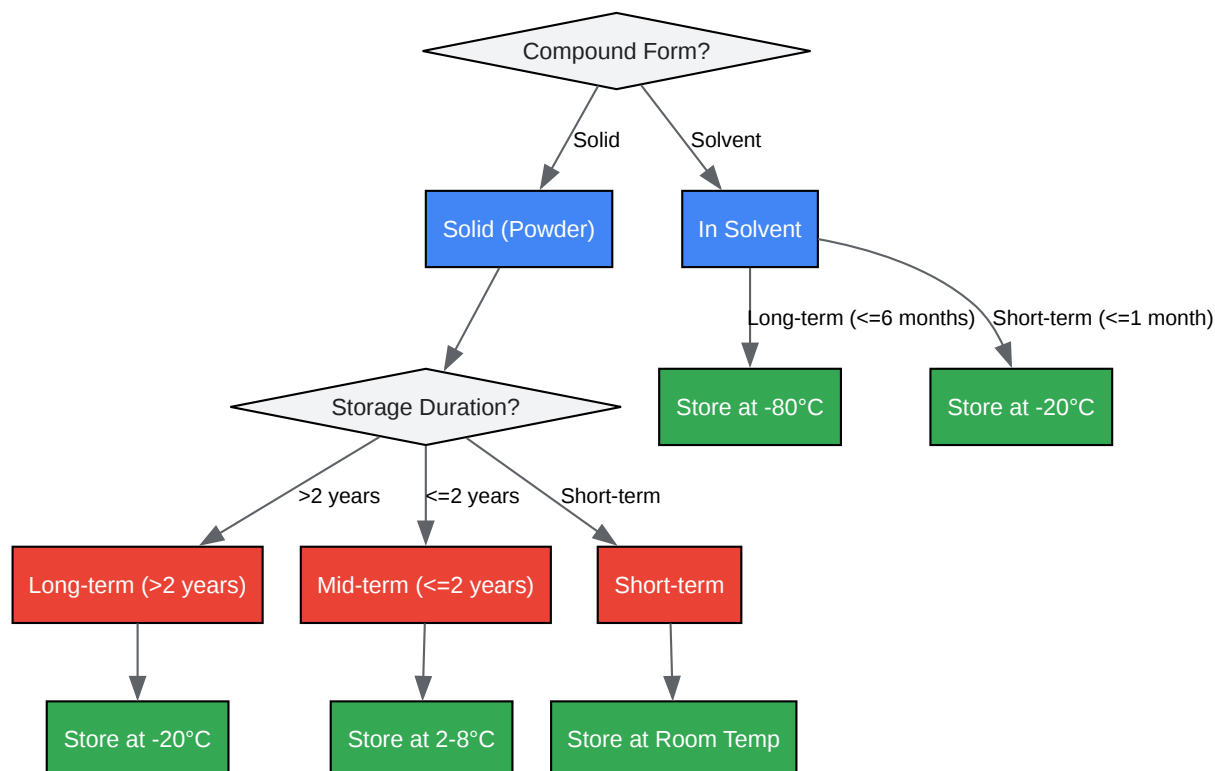 Compound Form?
Solid
Solvent
Solid (Powder)
In Solvent
Long-term (<=6 months)
Short-term (<=1 month)
Storage Duration?
Store at -80°C
Store at -20°C
>2 years
<=2 years
Short-term
Long-term (>2 years)
Mid-term (<=2 years)
Short-term
Store at -20°C
Store at 2-8°C
Store at Room Temp